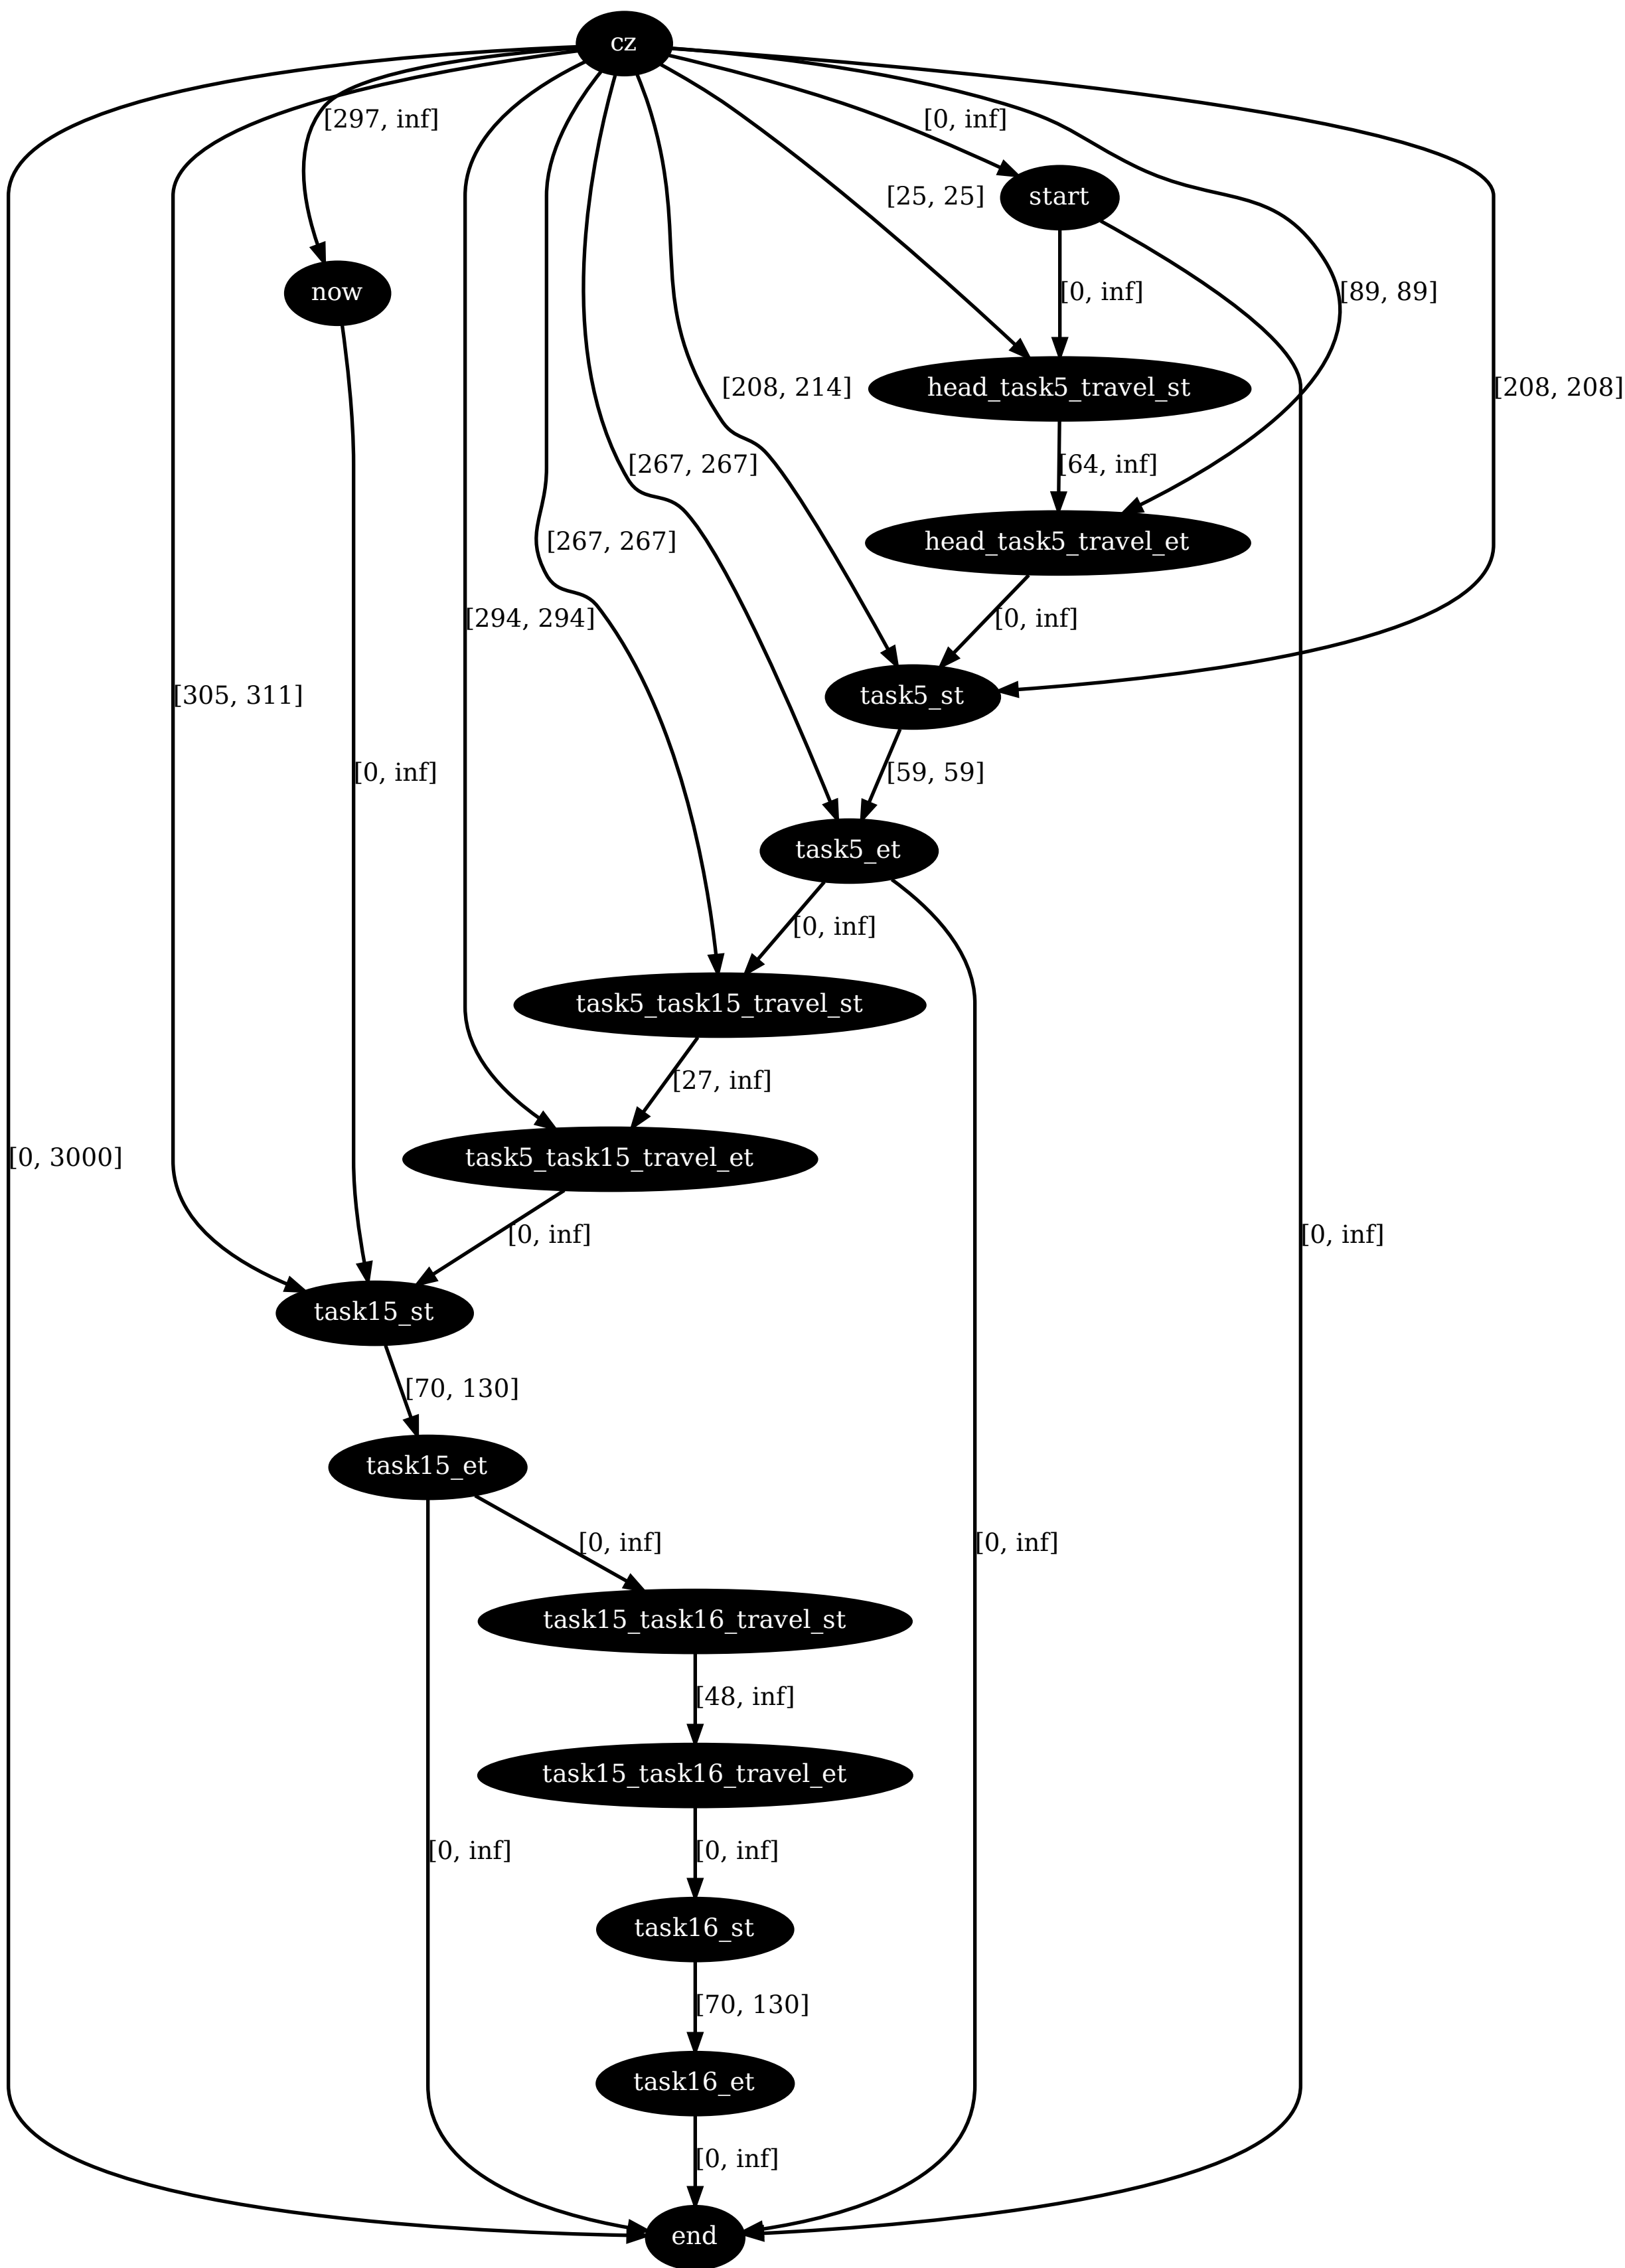 cz
[297, inf]
[0, inf]
[25, 25]
start
now
[0, inf]
[89, 89]
[208, 214]
head_task5_travel_st
[208, 208]
[267, 267]
[64, inf]
[267, 267]
head_task5_travel_et
[294, 294]
[0, inf]
[305, 311]
task5_st
[0, inf]
[59, 59]
task5_et
[0, inf]
task5_task15_travel_st
[27, inf]
[0, 3000]
task5_task15_travel_et
[0, inf]
[0, inf]
task15_st
[70, 130]
task15_et
[0, inf]
[0, inf]
task15_task16_travel_st
[48, inf]
task15_task16_travel_et
[0, inf]
[0, inf]
task16_st
[70, 130]
task16_et
[0, inf]
end